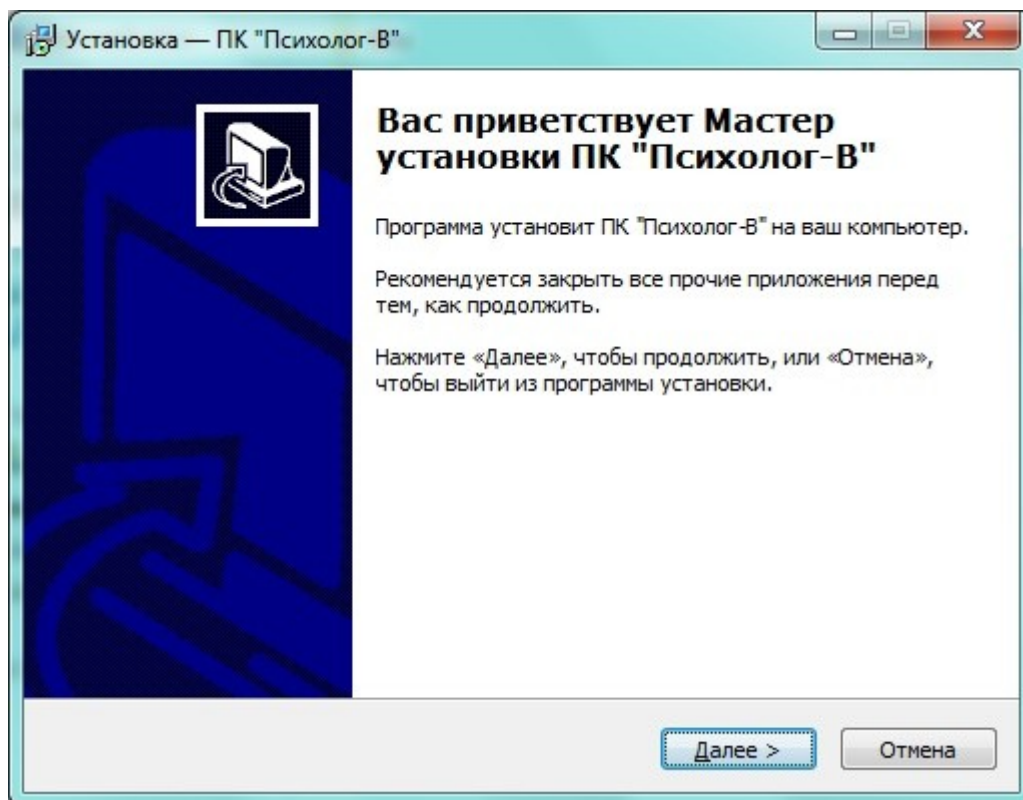 Установка — ПК "Психолог-В"
Вас приветствует Мастер
установки ПК "Психолог-В"
Программа установит ПК "Психолог-В" на ваш компьютер.
Рекомендуется закрыть все прочие приложения перед
тем, как продолжить.
Нажмите «Далее», чтобы продолжить, или «Отмена»,
чтобы выйти из программы установки.
Далее >
Отмена